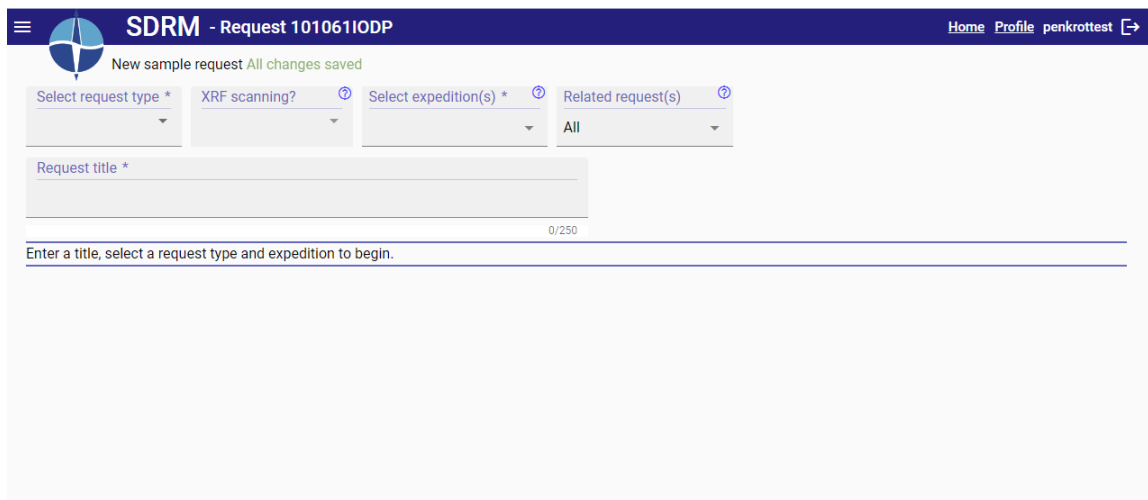 SDRM - Request 101061IODP Home Profile penkrottest
New sample request All changes saved
Select request type * XRF scanning? Select expedition(s) * Related request(s)
All
Request title *
0/250
Enter a title, select a request type and expedition to begin.